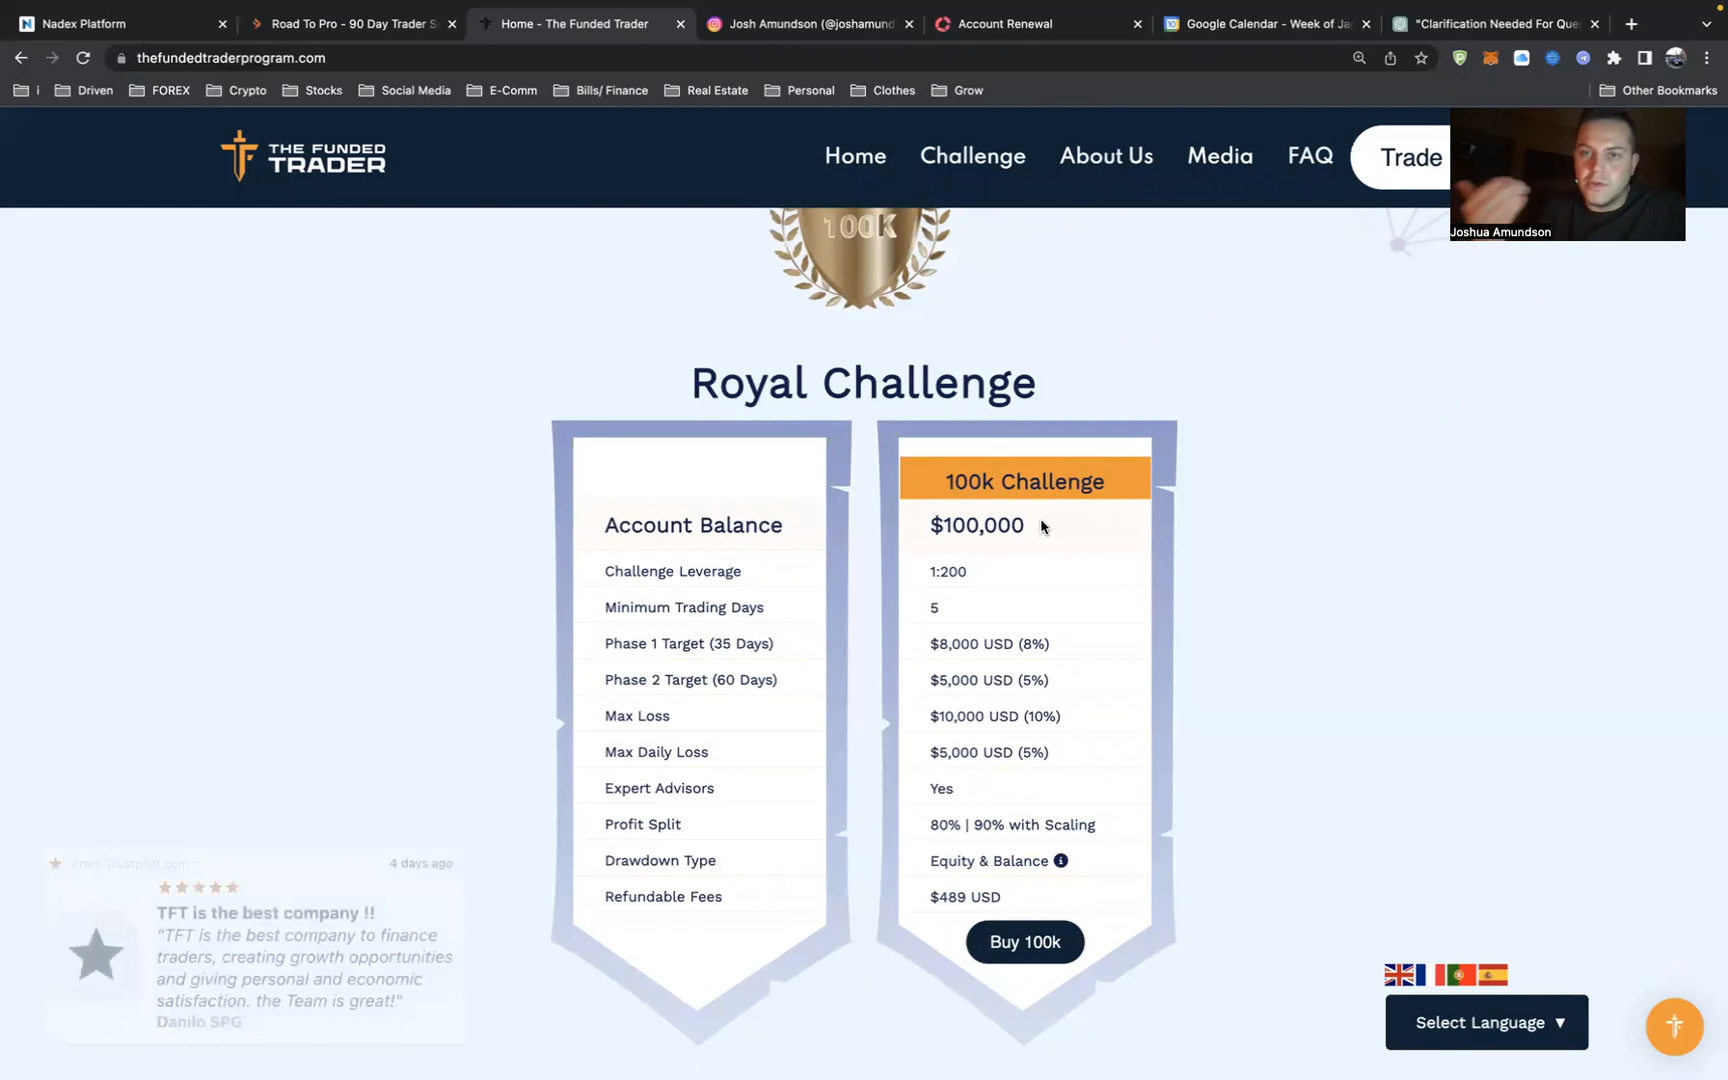 Nadex Platform
Road To Pro - 90 Day Trader S
Home - The Funded Trader
Josh Amundson (@joshamund
Account Renewal
Google Calendar - Week of Ja
"Clarification Needed For Que
thefundedtraderprogram.com
i
Driven
FOREX
Crypto
Stocks
Social Media
E-Comm
Bills/ Finance
Real Estate
Personal
Clothes
Grow
Other Bookmarks
THE FUNDED
TRADER
Home
Challenge
About Us
Media
FAQ
Trade
Joshua Amundson
100K
Royal Challenge
100k Challenge
Account Balance
$100,000
Challenge Leverage
1:200
Minimum Trading Days
5
Phase 1 Target (35 Days)
$8,000 USD (8%)
Phase 2 Target (60 Days)
$5,000 USD (5%)
Max Loss
$10,000 USD (10%)
Max Daily Loss
$5,000 USD (5%)
Expert Advisors
Yes
Profit Split
80% | 90% with Scaling
Drawdown Type
Equity & Balance
Refundable Fees
$489 USD
Buy 100k
From Trustpilot.com
4 days ago
TFT is the best company !!
"TFT is the best company to finance
traders, creating growth opportunities
and giving personal and economic
satisfaction. the Team is great!"
Danilo SPG
Select Language ▼